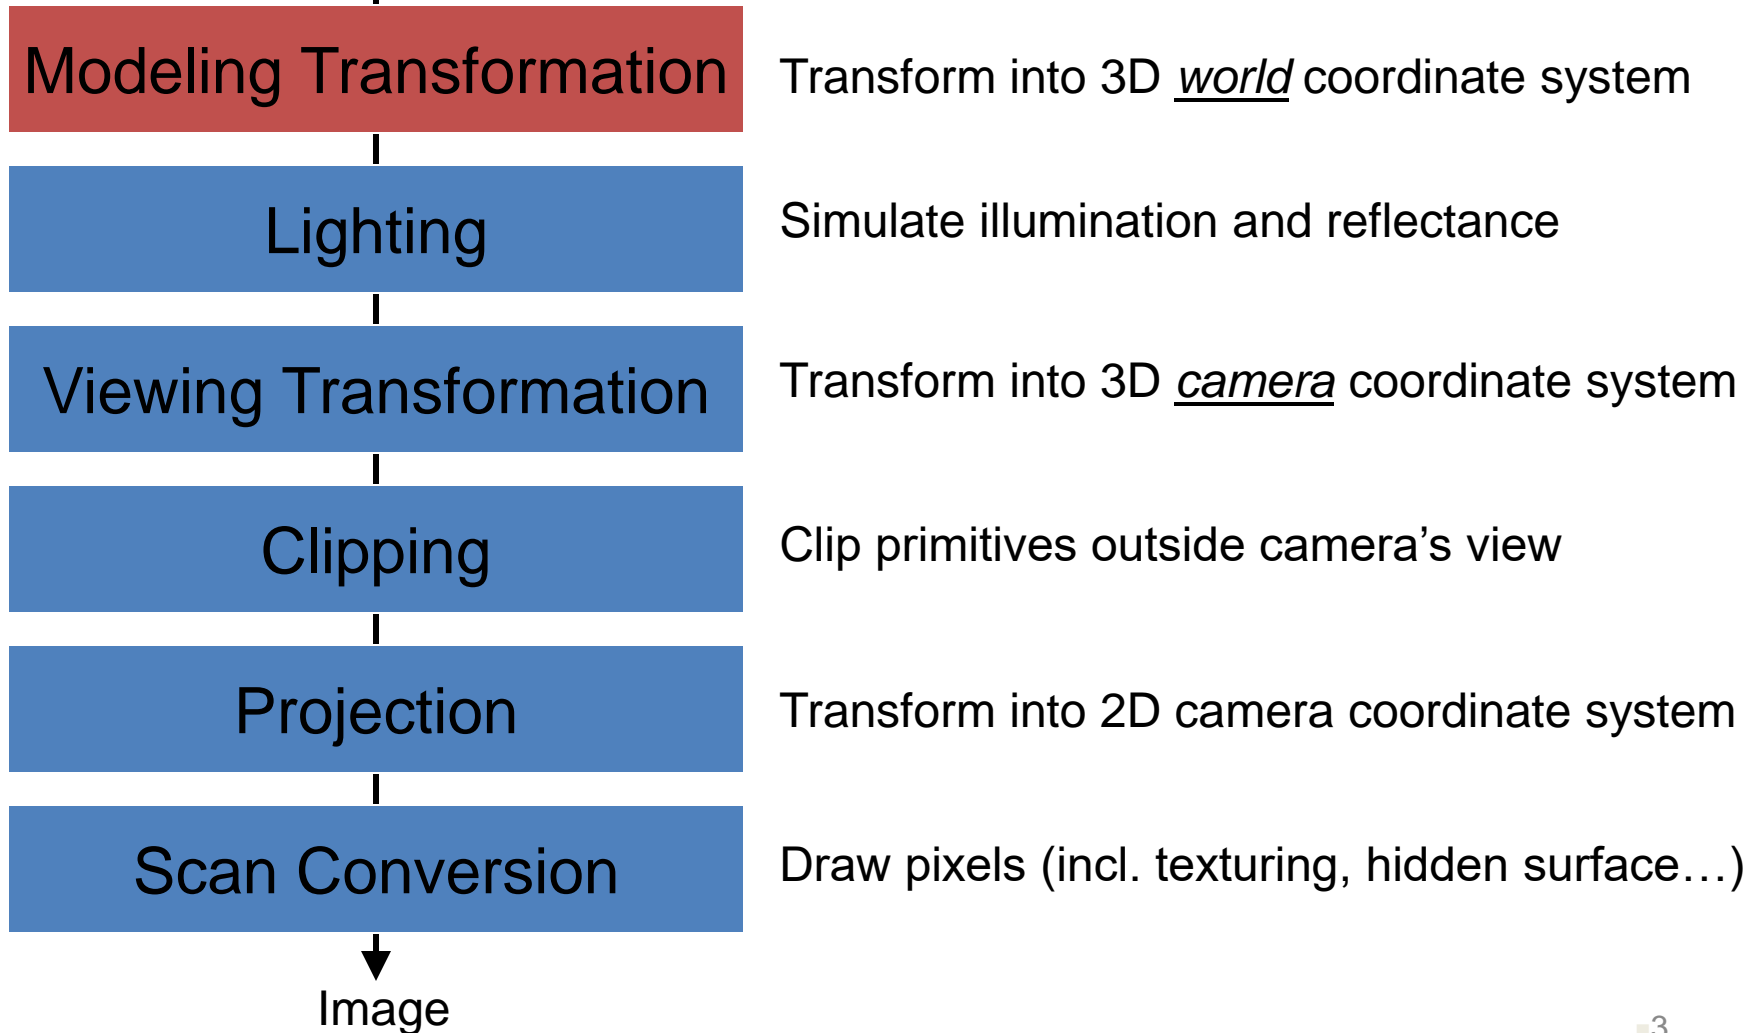 Modeling Transformation
Transform into 3D world coordinate system
Lighting
Simulate illumination and reflectance
Viewing Transformation
Transform into 3D camera coordinate system
Clipping
Clip primitives outside camera’s view
Projection
Transform into 2D camera coordinate system
Scan Conversion
Draw pixels (incl. texturing, hidden surface…)
Image
3